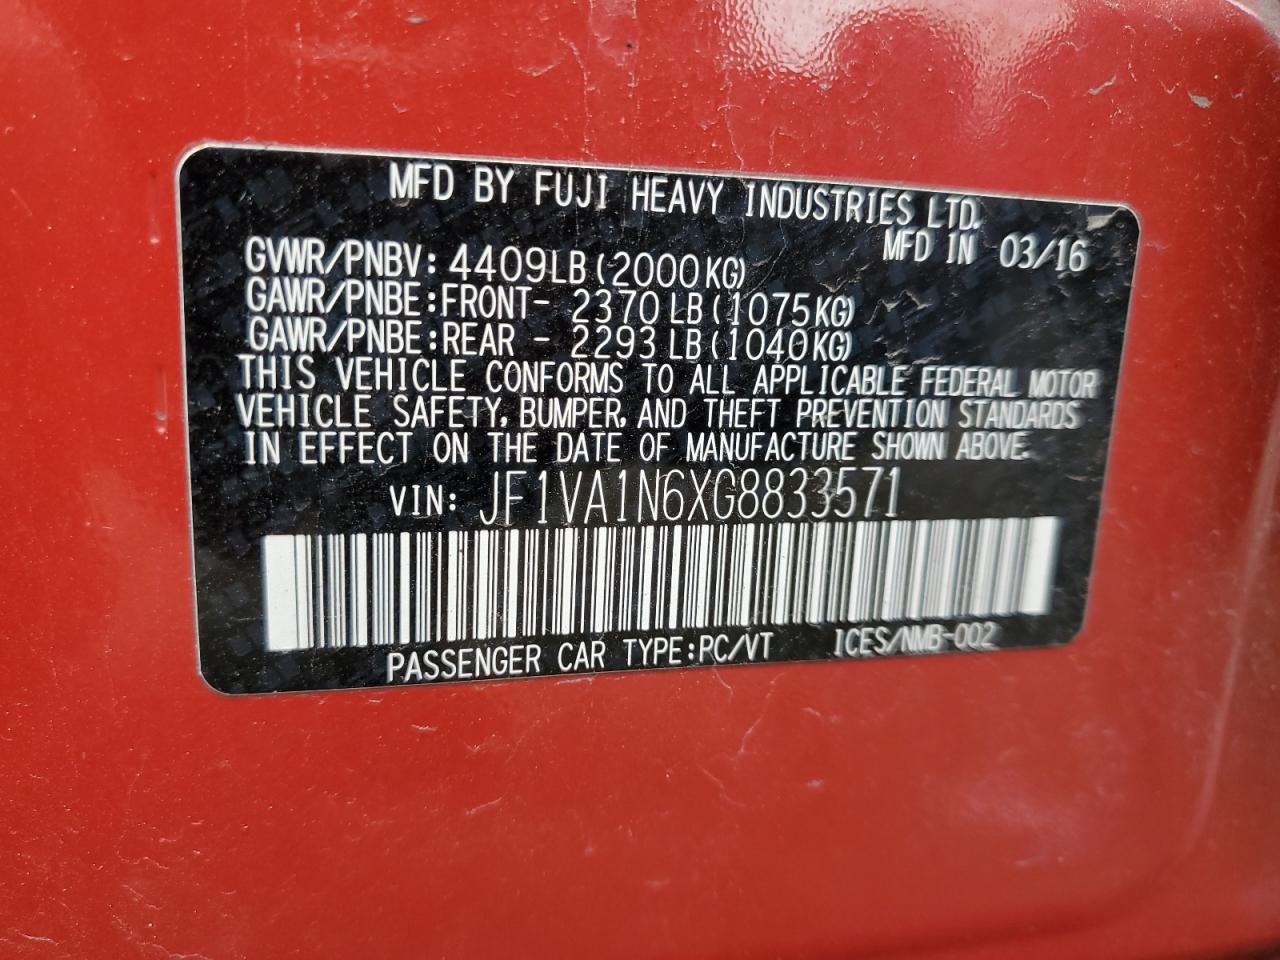 MFD BY FUJI HEAVY INDUSTRIES LTD.
MFD IN 03/16
GVWR/PNBV: 4409LB (2000KG)
GAWR/PNBE:FRONT- 2370LB (1075KG)
GAWR/PNBE:REAR - 2293LB (1040KG)
THIS VEHICLE CONFORMS TO ALL APPLICABLE FEDERAL MOTOR
VEHICLE SAFETY, BUMPER, AND THEFT PREVENTION STANDARDS
IN EFFECT ON THE DATE OF MANUFACTURE SHOWN ABOVE.
VIN: JF1VA1N6XG8833571
PASSENGER CAR TYPE:PC/VT ICES/NMB-002